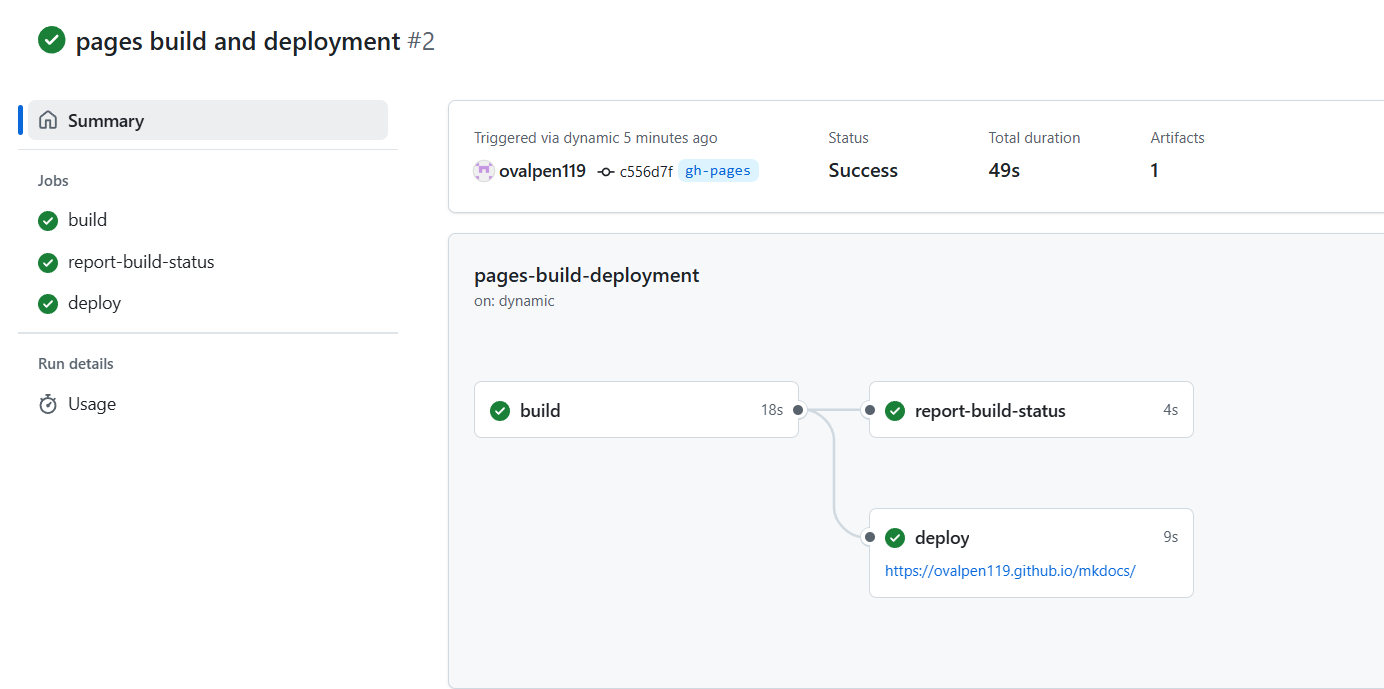 pages build and deployment #2
Summary
Jobs
build
report-build-status
deploy
Run details
Usage
Triggered via dynamic 5 minutes ago
ovalpen119 c556d7f gh-pages
Status
Success
Total duration
49s
Artifacts
1
pages-build-deployment
on: dynamic
build 18s
report-build-status 4s
deploy 9s
https://ovalpen119.github.io/mkdocs/